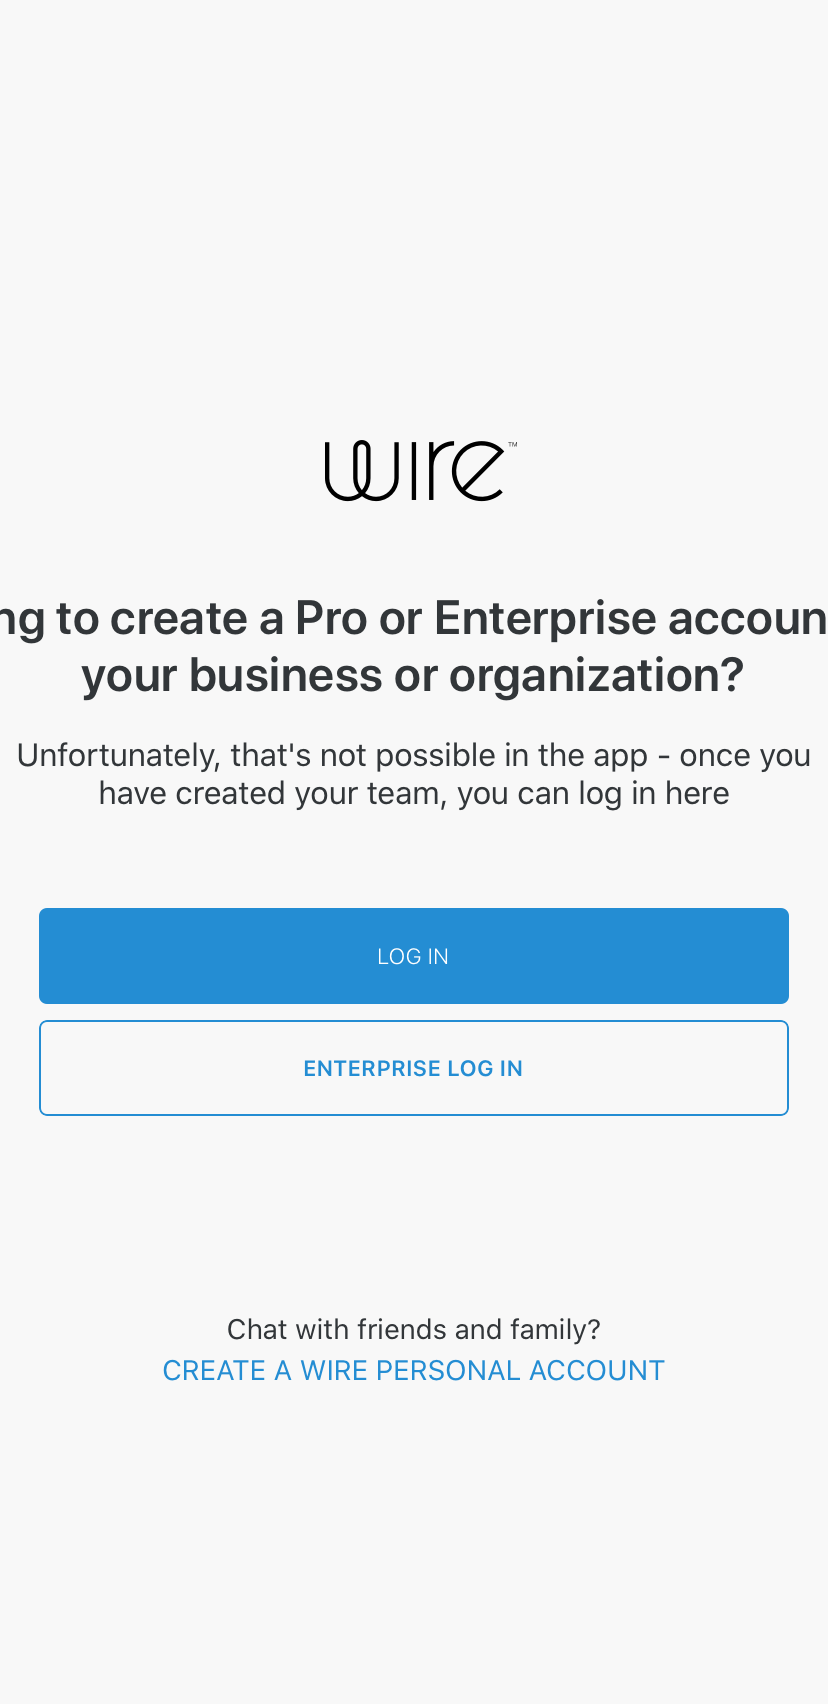 wire™
ng to create a Pro or Enterprise accoun
your business or organization?
Unfortunately, that's not possible in the app - once you
have created your team, you can log in here
LOG IN
ENTERPRISE LOG IN
Chat with friends and family?
CREATE A WIRE PERSONAL ACCOUNT